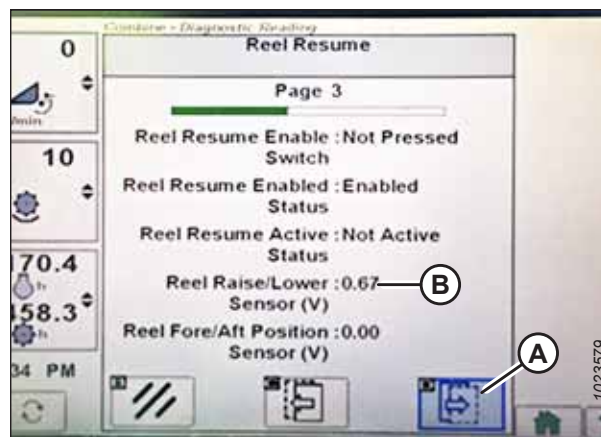 Combine - Diagnostic Reading
0
Reel Resume
Page 3
Reel Resume Enable : Not Pressed
Switch
10
Reel Resume Enabled : Enabled
Status
Reel Resume Active : Not Active
Status
170.4
h
Reel Raise/Lower : 0.67
B
Sensor (V)
458.3
h
Reel Fore/Aft Position : 0.00
Sensor (V)
A
34 PM
1023579